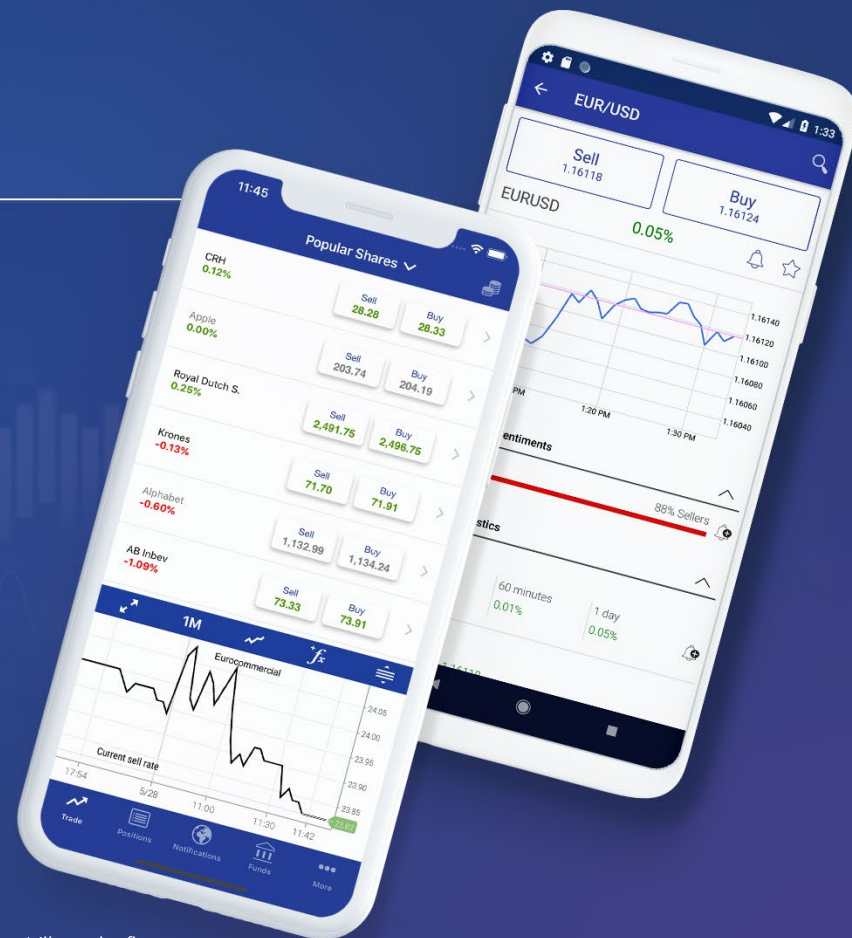 11:45
Popular Shares
CRH
0.12%
Sell
28.28
Buy
28.33
Apple
0.00%
Sell
203.74
Buy
204.19
Royal Dutch S.
0.25%
Sell
2,491.75
Buy
2,496.75
Krones
-0.13%
Sell
71.70
Buy
71.91
Alphabet
-0.60%
Sell
1,132.99
Buy
1,134.24
AB Inbev
-1.09%
Sell
73.33
Buy
73.91
1M
Eurocommercial
24.05
24.00
23.95
23.90
23.85
23.82
Current sell rate
17:54
5/28
11:00
11:30
11:42
Trade
Positions
Notifications
Funds
More
1:33
EUR/USD
Sell
1.16118
Buy
1.16124
EURUSD
0.05%
1.16140
1.16120
1.16100
1.16080
1.16060
1.16040
PM
1:20 PM
1:30 PM
entiments
88% Sellers
stics
60 minutes
0.01%
1 day
0.05%